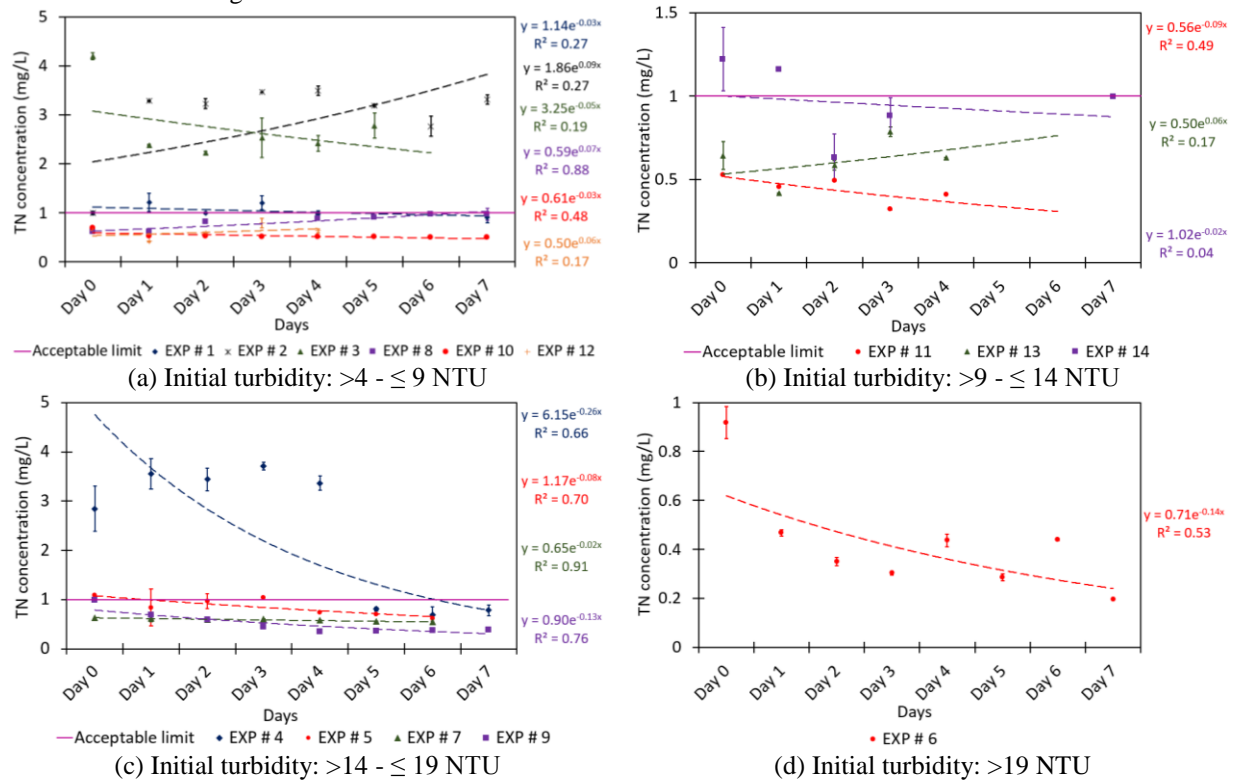 TN concentration (mg/L)
5
4
3
2
1
0
Day 0
Day 1
Day 2
Day 3
Day 4
Day 5
Day 6
Day 7
Days
y = 1.14e^-0.03x
R² = 0.27
y = 1.86e^0.09x
R² = 0.27
y = 3.25e^-0.05x
R² = 0.19
y = 0.59e^0.07x
R² = 0.88
y = 0.61e^-0.03x
R² = 0.48
y = 0.50e^0.06x
R² = 0.17
Acceptable limit EXP # 1 EXP # 2 EXP # 3 EXP # 8 EXP # 10 EXP # 12
(a) Initial turbidity: >4 - ≤ 9 NTU
TN concentration (mg/L)
1.5
1
0.5
0
Day 0
Day 1
Day 2
Day 3
Day 4
Day 5
Day 6
Day 7
Days
y = 0.56e^-0.09x
R² = 0.49
y = 0.50e^0.06x
R² = 0.17
y = 1.02e^-0.02x
R² = 0.04
Acceptable limit EXP # 11 EXP # 13 EXP # 14
(b) Initial turbidity: >9 - ≤ 14 NTU
TN concentration (mg/L)
5
4
3
2
1
0
Day 0
Day 1
Day 2
Day 3
Day 4
Day 5
Day 6
Day 7
Days
y = 6.15e^-0.26x
R² = 0.66
y = 1.17e^-0.08x
R² = 0.70
y = 0.65e^-0.02x
R² = 0.91
y = 0.90e^-0.13x
R² = 0.76
Acceptable limit EXP # 4 EXP # 5 EXP # 7 EXP # 9
(c) Initial turbidity: >14 - ≤ 19 NTU
TN concentration (mg/L)
1
0.8
0.6
0.4
0.2
0
Day 0
Day 1
Day 2
Day 3
Day 4
Day 5
Day 6
Day 7
Days
y = 0.71e^-0.14x
R² = 0.53
EXP # 6
(d) Initial turbidity: >19 NTU